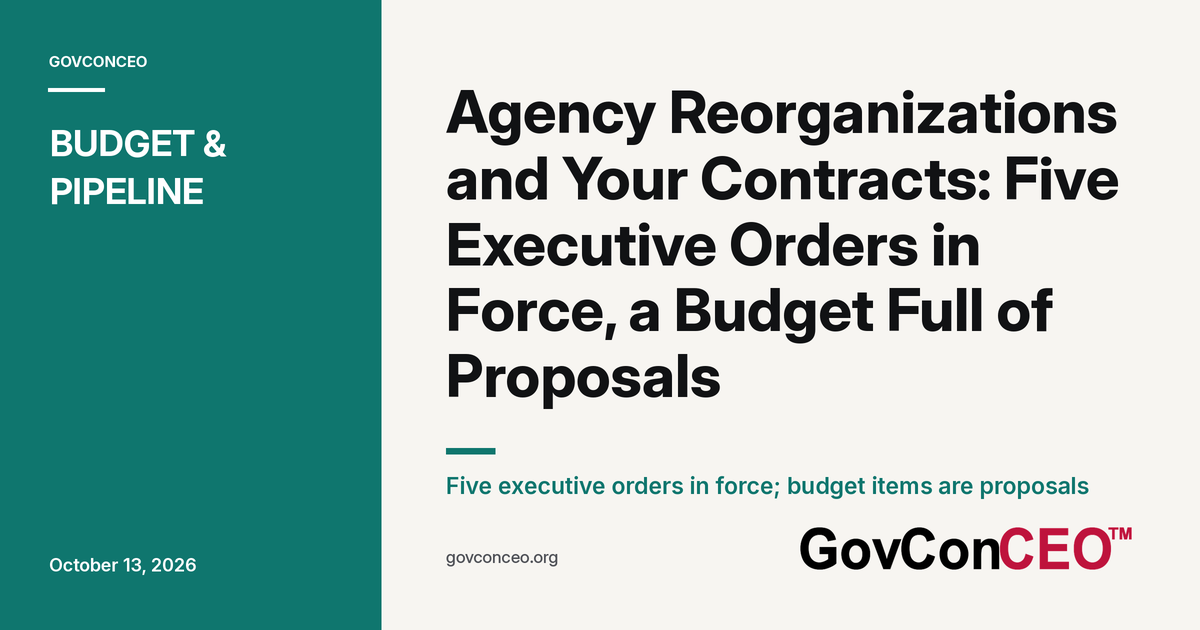 GOVCONCEO
BUDGET &
PIPELINE
October 13, 2026
Agency Reorganizations
and Your Contracts: Five
Executive Orders in
Force, a Budget Full of
Proposals
Five executive orders in force; budget items are proposals
govconceo.org
GovConCEO™